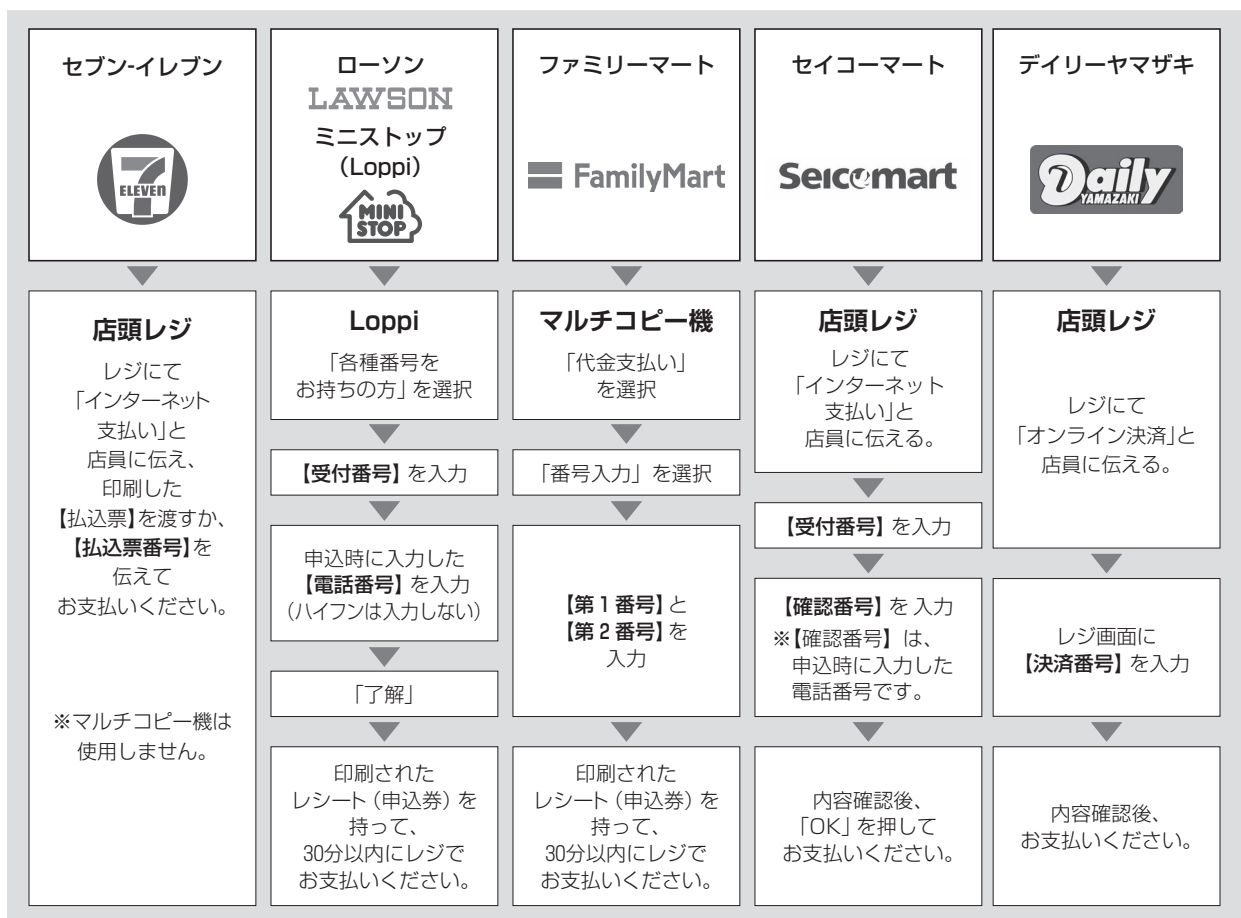 セブン-イレブン
7
ELEVEN
ローソン
LAWSON
ミニストップ
(Loppi)
MINI
STOP
ファミリーマート
FamilyMart
セイコーマート
Seicomart
デイリーヤマザキ
Daily
YAMAZAKI
店頭レジ
レジにて
「インターネット
支払い」と
店員に伝え、
印刷した
【払込票】を渡すか、
【払込票番号】を
伝えて
お支払いください。
※マルチコピー機は
使用しません。
Loppi
「各種番号を
お持ちの方」を選択
【受付番号】を入力
申込時に入力した
【電話番号】を入力
(ハイフンは入力しない)
「了解」
印刷された
レシート(申込券)を
持って、
30分以内にレジで
お支払いください。
マルチコピー機
「代金支払い」
を選択
「番号入力」を選択
【第1番号】と
【第2番号】を
入力
印刷された
レシート(申込券)を
持って、
30分以内にレジで
お支払いください。
店頭レジ
レジにて
「インターネット
支払い」と
店員に伝える。
【受付番号】を入力
【確認番号】を入力
※【確認番号】は、
申込時に入力した
電話番号です。
内容確認後、
「OK」を押して
お支払いください。
店頭レジ
レジにて
「オンライン決済」と
店員に伝える。
レジ画面に
【決済番号】を入力
内容確認後、
お支払いください。